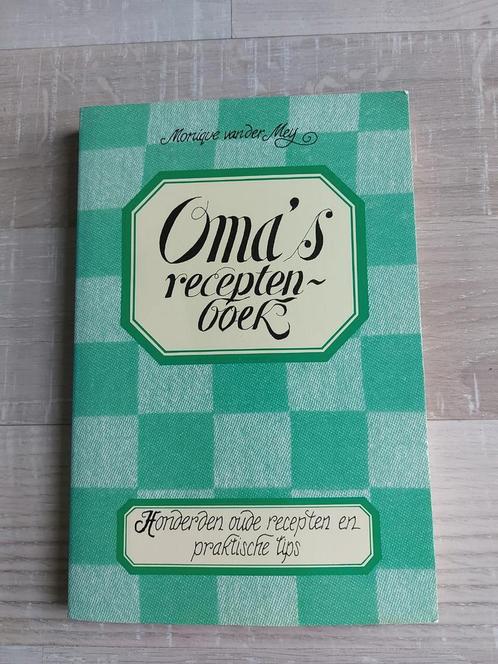 Monique van der Mey
Oma's
recepten~
boek
Honderden oude recepten en
praktische tips